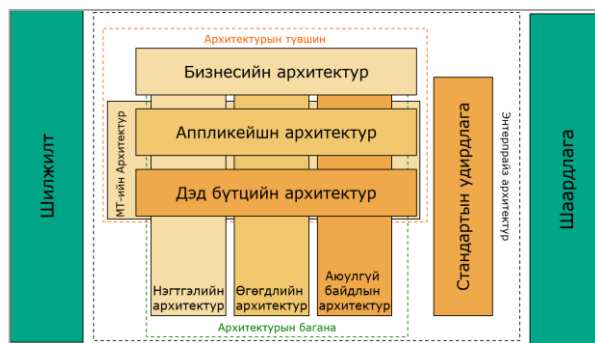 Архитектурын түвшин
Бизнесийн архитектур
Аппликейшн архитектур
Дэд бүтцийн архитектур
МТ-ийн Архитектур
Шилжилт
Стандартын удирдлага
Энтерпрайз архитектур
Шаардлага
Нэгтгэлийн
архитектур
Өгөгдлийн
архитектур
Аюулгүй
байдлын
архитектур
Архитектурын багана